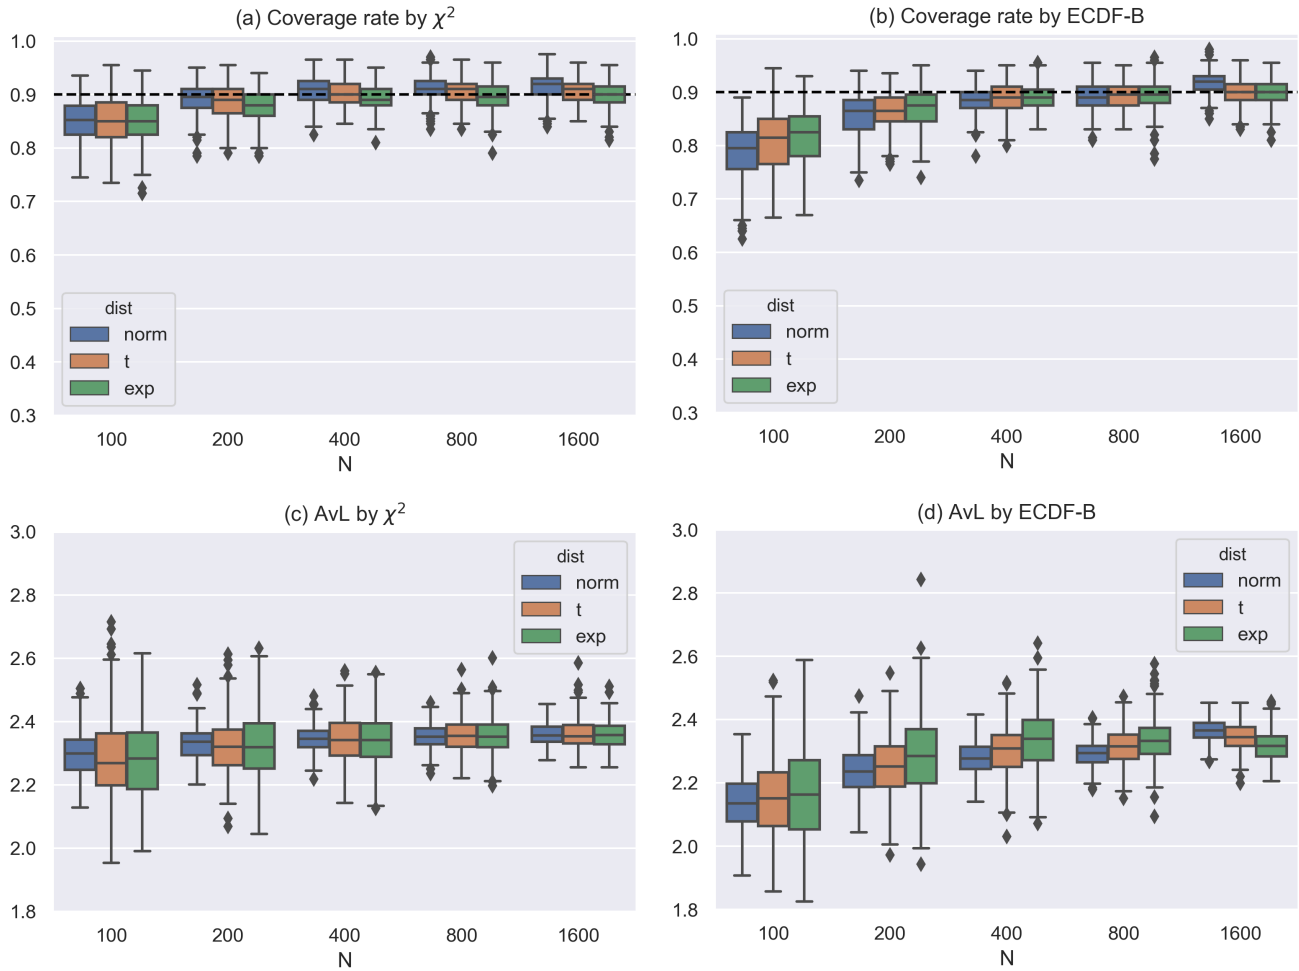 (a) Coverage rate by χ²
1.0
0.9
0.8
0.7
0.6
0.5
0.4
0.3
dist
norm
t
exp
100 200 400 800 1600
N
(b) Coverage rate by ECDF-B
1.0
0.9
0.8
0.7
0.6
0.5
0.4
0.3
dist
norm
t
exp
100 200 400 800 1600
N
(c) AvL by χ²
3.0
2.8
2.6
2.4
2.2
2.0
1.8
dist
norm
t
exp
100 200 400 800 1600
N
(d) AvL by ECDF-B
3.0
2.8
2.6
2.4
2.2
2.0
1.8
dist
norm
t
exp
100 200 400 800 1600
N